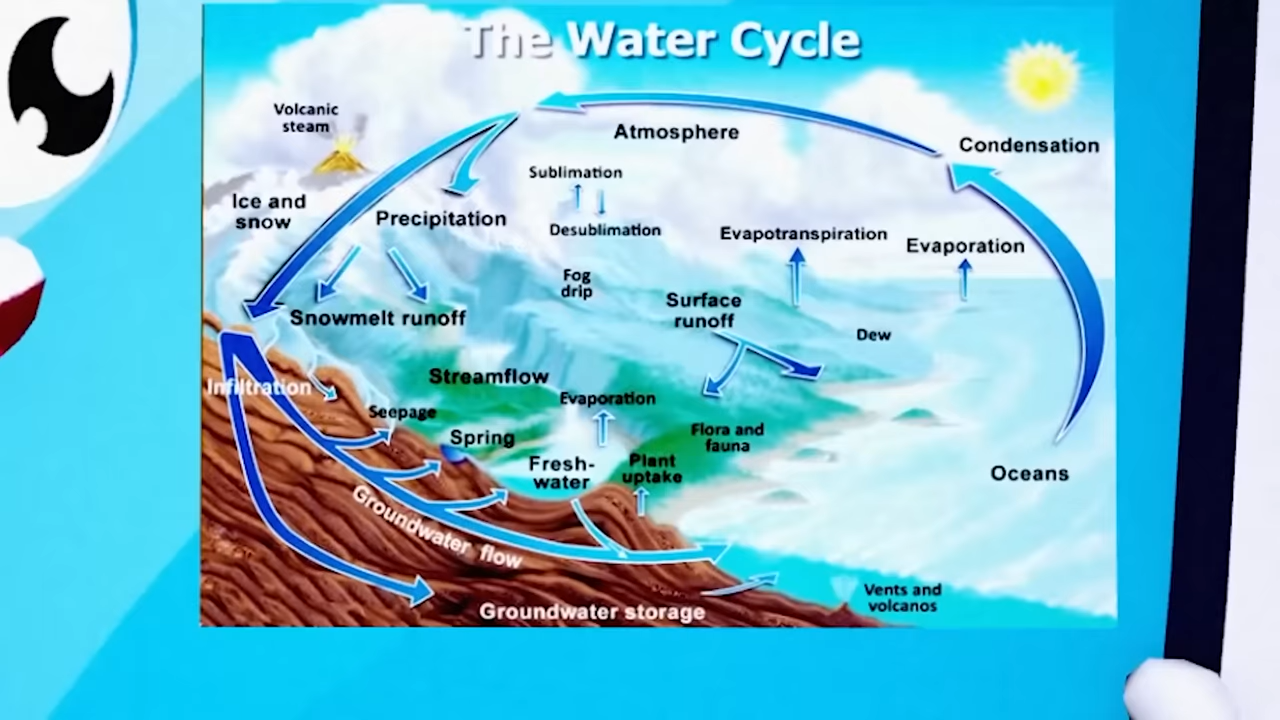 The Water Cycle
Volcanic
steam
Atmosphere
Condensation
Sublimation
Ice and
snow
Precipitation
Desublimation
Evapotranspiration
Evaporation
Fog
drip
Surface
runoff
Snowmelt runoff
Dew
Streamflow
Infiltration
Evaporation
Seepage
Spring
Flora and
fauna
Fresh-
water
Plant
uptake
Oceans
Groundwater flow
Vents and
volcanos
Groundwater storage